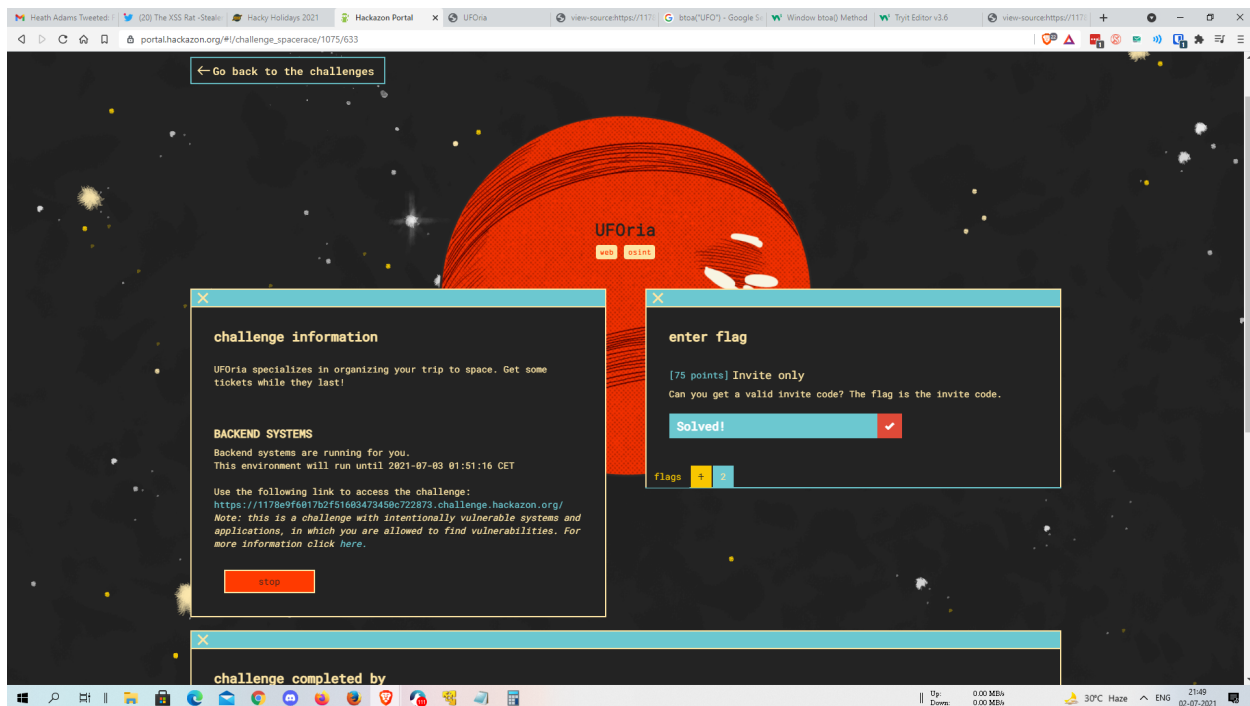 Heath Adams Tweeted:
(20) The XSS Rat -Steale
Hacky Holidays 2021
Hackazon Portal
UFOria
view-source:https://1178
btoa("UFO") - Google Se
Window btoa() Method
Tryit Editor v3.6
view-source:https://1178
portal.hackazon.org/#!/challenge_spacerace/1075/633
Go back to the challenges
UFOria
web osint
challenge information
UFOria specializes in organizing your trip to space. Get some
tickets while they last!
BACKEND SYSTEMS
Backend systems are running for you.
This environment will run until 2021-07-03 01:51:16 CET
Use the following link to access the challenge:
https://1178e9f6017b2f51603473450c722873.challenge.hackazon.org/
Note: this is a challenge with intentionally vulnerable systems and
applications, in which you are allowed to find vulnerabilities. For
more information click here.
stop
enter flag
[75 points] Invite only
Can you get a valid invite code? The flag is the invite code.
Solved!
flags 1 2
challenge completed by
Up: 0.00 MB/s
Down: 0.00 MB/s
30°C Haze
ENG
21:49
02-07-2021